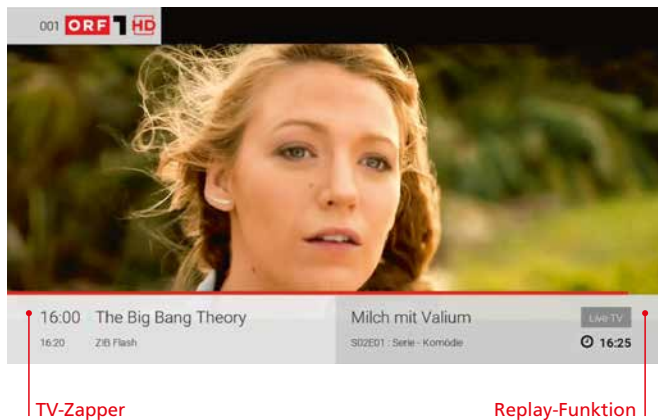 001 ORF 1 HD
16:00 The Big Bang Theory
16:20 ZIB Flash
Milch mit Valium
S02E01 : Serie - Komödie
Live TV
16:25
TV-Zapper
Replay-Funktion